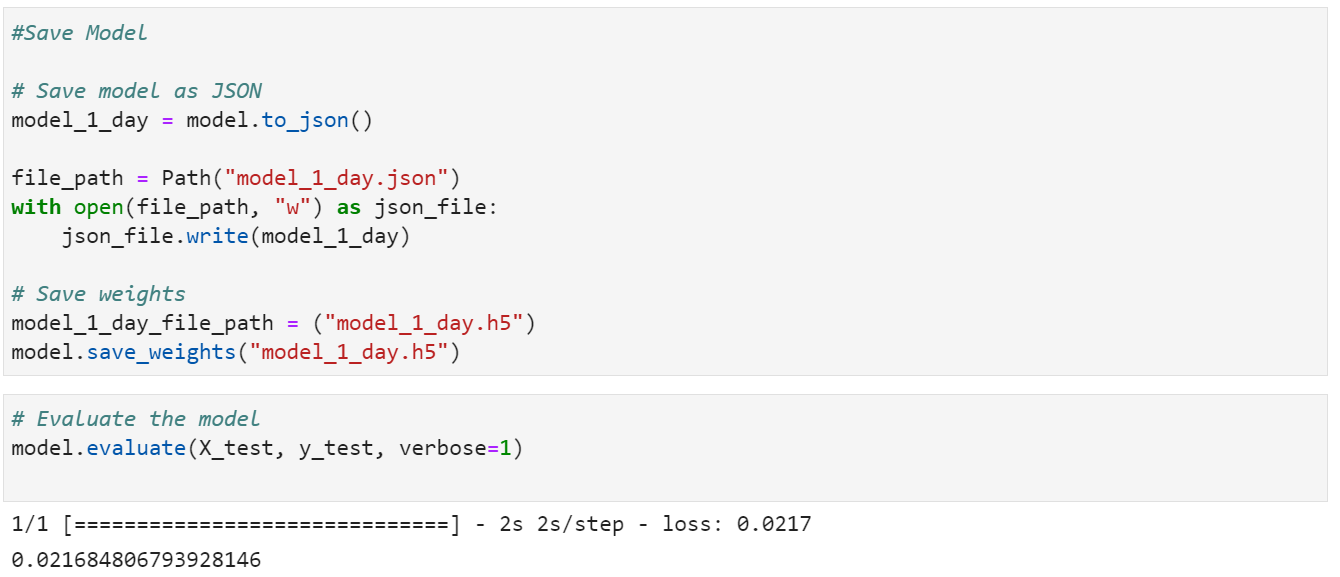 #Save Model
# Save model as JSON
model_1_day = model.to_json()
file_path = Path("model_1_day.json")
with open(file_path, "w") as json_file:
    json_file.write(model_1_day)
# Save weights
model_1_day_file_path = ("model_1_day.h5")
model.save_weights("model_1_day.h5")
# Evaluate the model
model.evaluate(X_test, y_test, verbose=1)
1/1 [==============================] - 2s 2s/step - loss: 0.0217
0.021684806793928146